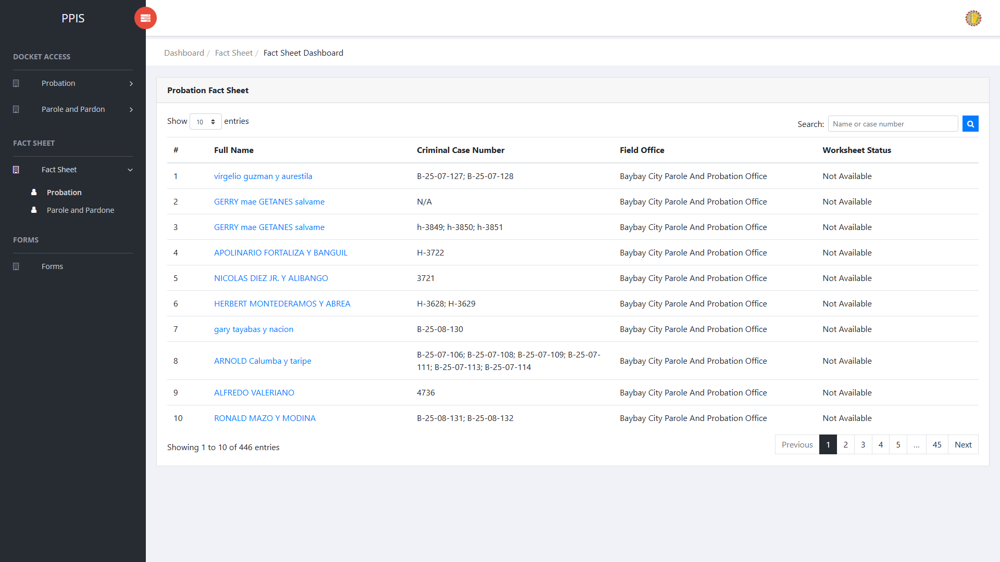 PPIS
DOCKET ACCESS
Probation
Parole and Pardon
FACT SHEET
Fact Sheet
Probation
Parole and Pardone
FORMS
Forms
Dashboard / Fact Sheet / Fact Sheet Dashboard
Probation Fact Sheet
Show 10 entries
Search: Name or case number
# Full Name Criminal Case Number Field Office Worksheet Status
1 virgelio guzman y aurestila B-25-07-127; B-25-07-128 Baybay City Parole And Probation Office Not Available
2 GERRY mae GETANES salvame N/A Baybay City Parole And Probation Office Not Available
3 GERRY mae GETANES salvame h-3849; h-3850; h-3851 Baybay City Parole And Probation Office Not Available
4 APOLINARIO FORTALIZA Y BANGUIL H-3722 Baybay City Parole And Probation Office Not Available
5 NICOLAS DIEZ JR. Y ALIBANGO 3721 Baybay City Parole And Probation Office Not Available
6 HERBERT MONTEDERAMOS Y ABREA H-3628; H-3629 Baybay City Parole And Probation Office Not Available
7 gary tayabas y nacion B-25-08-130 Baybay City Parole And Probation Office Not Available
8 ARNOLD Calumba y taripe B-25-07-106; B-25-07-108; B-25-07-109; B-25-07-
111; B-25-07-113; B-25-07-114 Baybay City Parole And Probation Office Not Available
9 ALFREDO VALERIANO 4736 Baybay City Parole And Probation Office Not Available
10 RONALD MAZO Y MODINA B-25-08-131; B-25-08-132 Baybay City Parole And Probation Office Not Available
Showing 1 to 10 of 446 entries
Previous 1 2 3 4 5 ... 45 Next